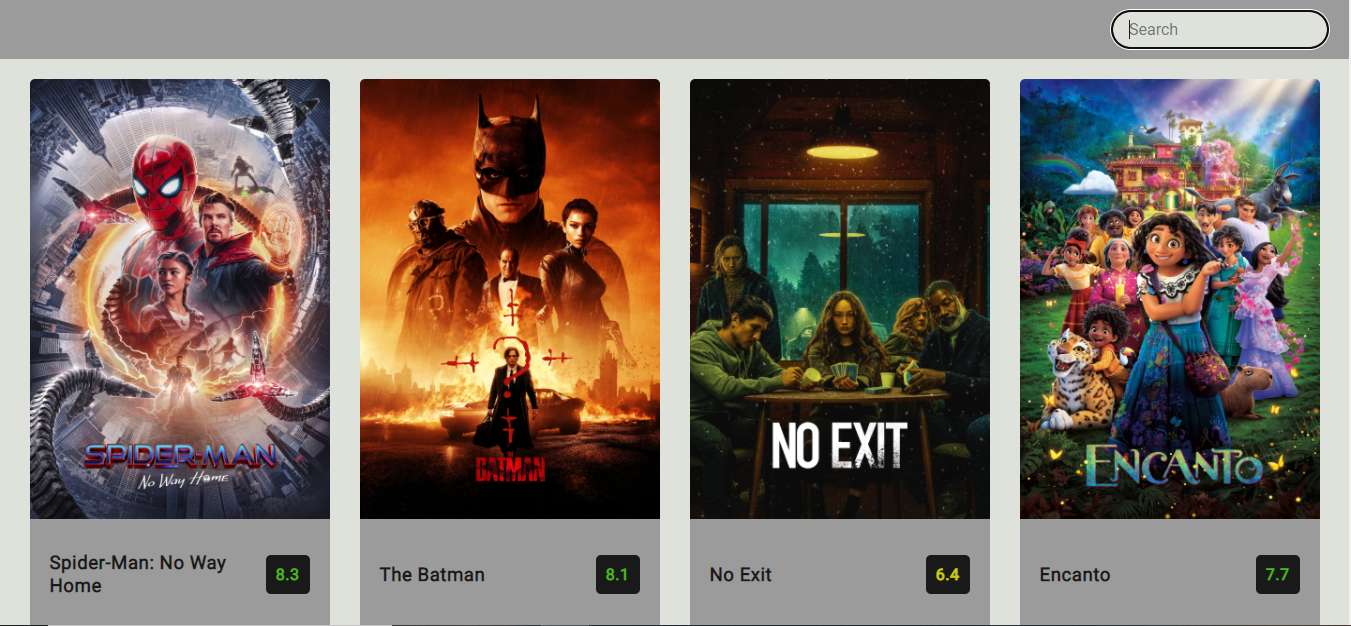 Search
SPIDER-MAN
No Way Home
THE BATMAN
NO EXIT
ENCANTO
Spider-Man: No Way
Home
8.3
The Batman
8.1
No Exit
6.4
Encanto
7.7